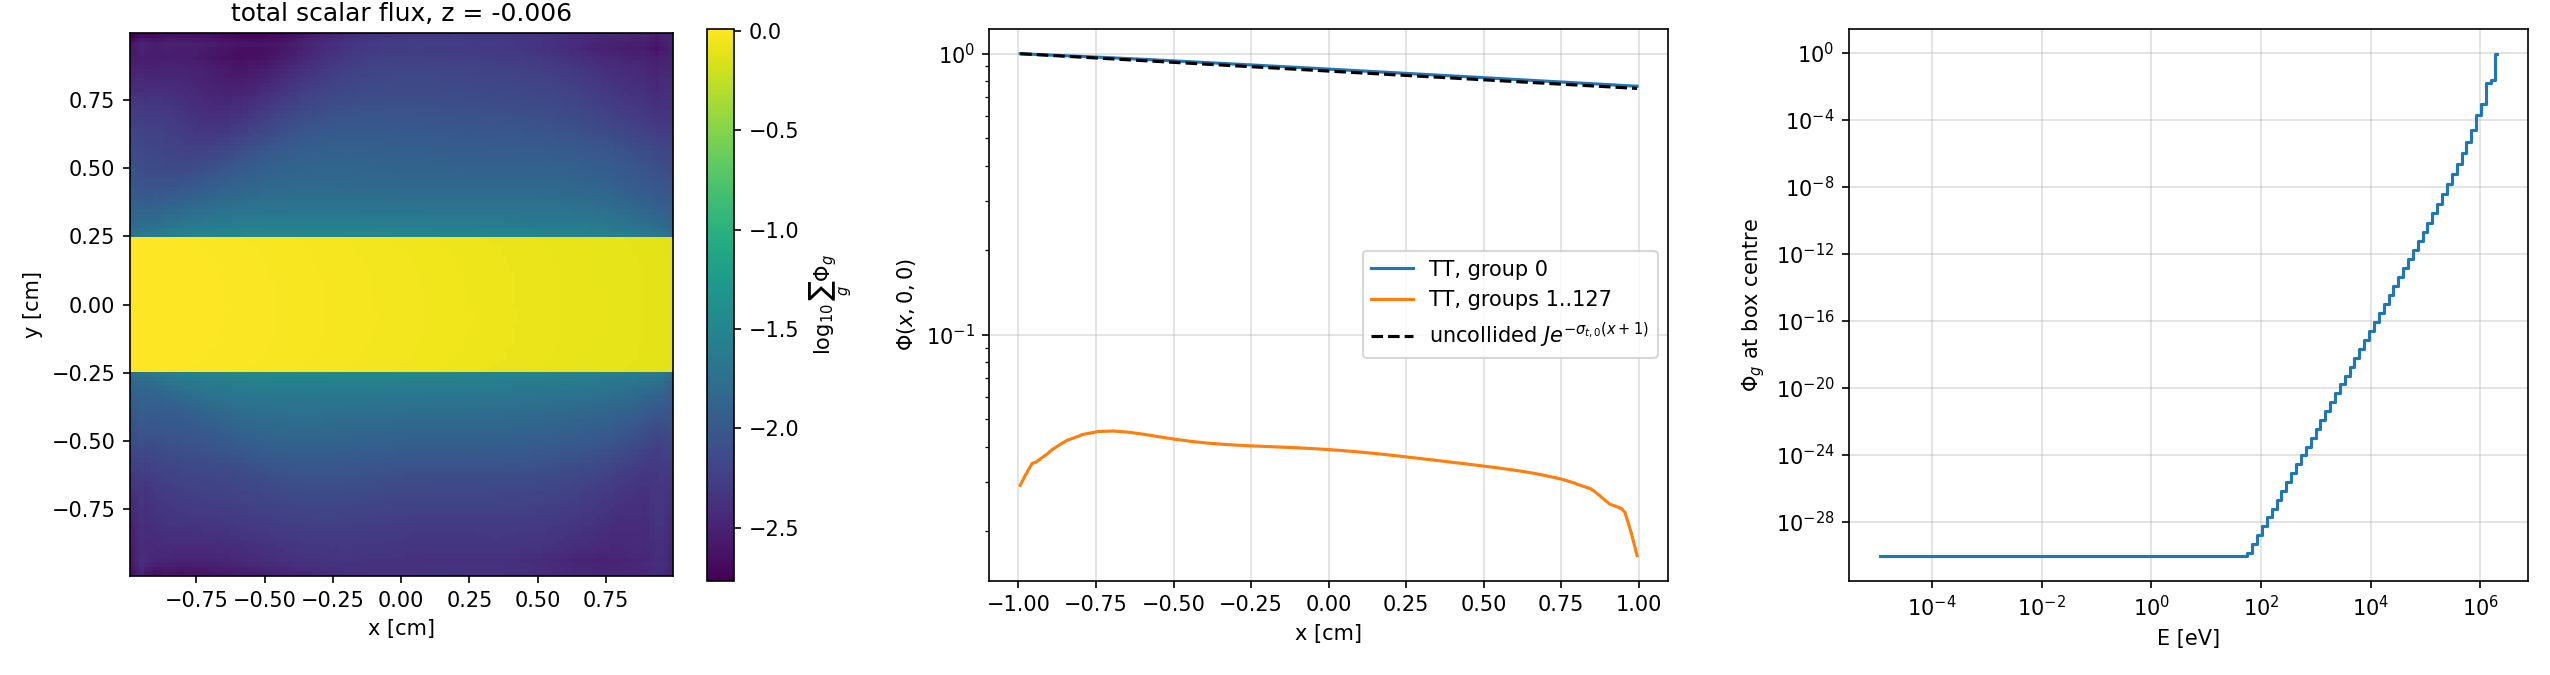 total scalar flux, z = -0.006
0.75
0.50
0.25
0.00
−0.25
−0.50
−0.75
y [cm]
−0.75 −0.50 −0.25 0.00 0.25 0.50 0.75
x [cm]
0.0
−0.5
−1.0
−1.5
−2.0
−2.5
log₁₀ ∑_g Φ_g
10⁰
10⁻¹
Φ(x, 0, 0)
TT, group 0
TT, groups 1..127
uncollided Je^{−σ_{t,0}(x+1)}
−1.00 −0.75 −0.50 −0.25 0.00 0.25 0.50 0.75 1.00
x [cm]
10⁰
10⁻⁴
10⁻⁸
10⁻¹²
10⁻¹⁶
10⁻²⁰
10⁻²⁴
10⁻²⁸
Φ_g at box centre
10⁻⁴ 10⁻² 10⁰ 10² 10⁴ 10⁶
E [eV]